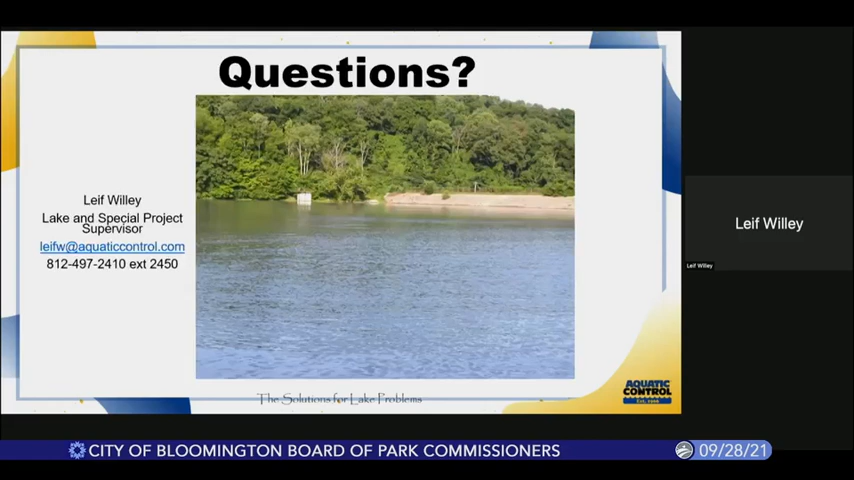 Questions?
Leif Willey
Lake and Special Project
Supervisor
leifw@aquaticcontrol.com
812-497-2410 ext 2450
The Solutions for Lake Problems
AQUATIC
CONTROL
Leif Willey
Leif Willey
CITY OF BLOOMINGTON BOARD OF PARK COMMISSIONERS
09/28/21